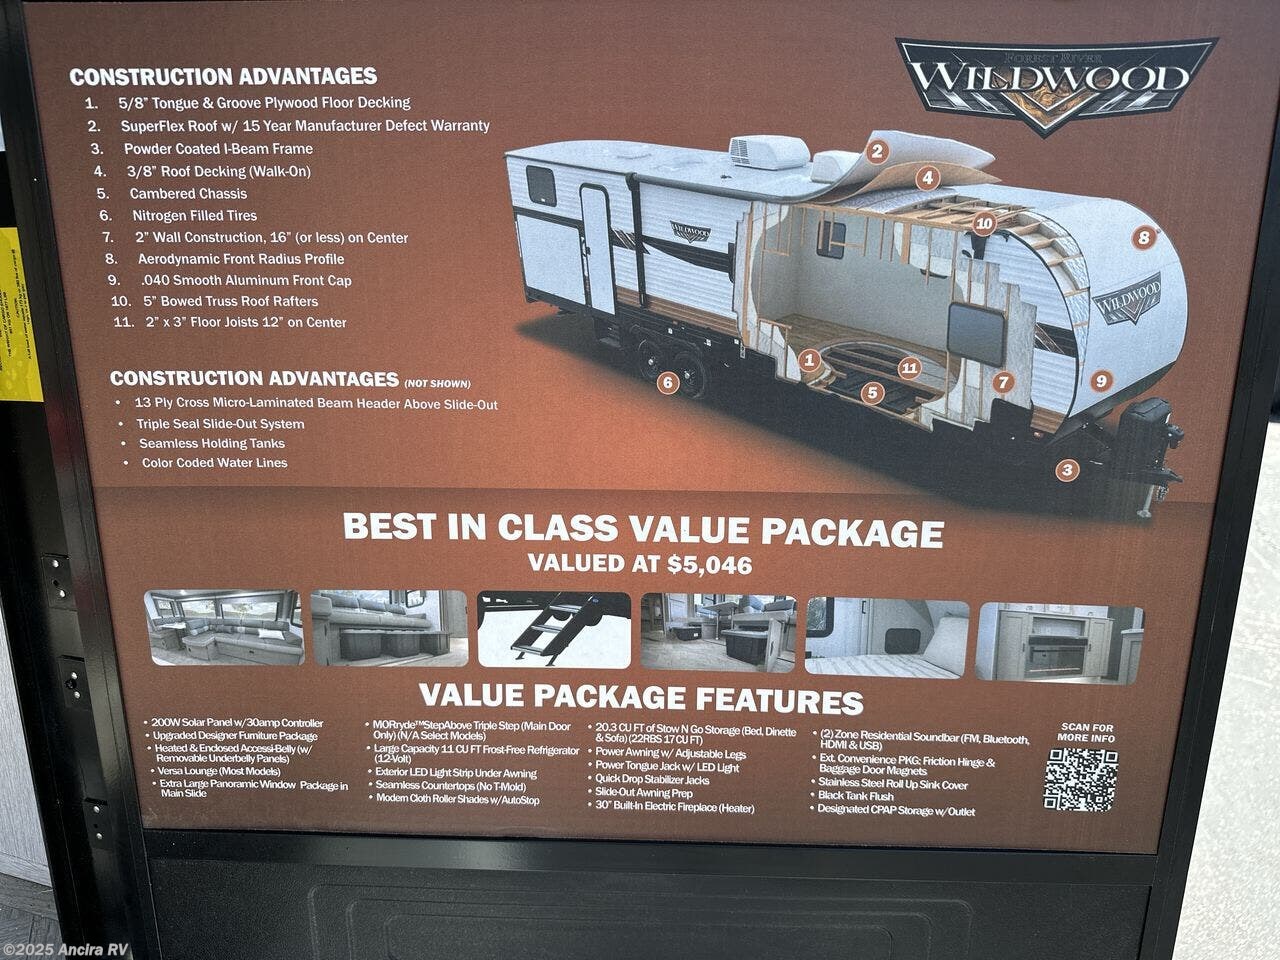 FOREST RIVER
WILDWOOD
CONSTRUCTION ADVANTAGES
1. 5/8" Tongue & Groove Plywood Floor Decking
2. SuperFlex Roof w/ 15 Year Manufacturer Defect Warranty
3. Powder Coated I-Beam Frame
4. 3/8" Roof Decking (Walk-On)
5. Cambered Chassis
6. Nitrogen Filled Tires
7. 2" Wall Construction, 16" (or less) on Center
8. Aerodynamic Front Radius Profile
9. .040 Smooth Aluminum Front Cap
10. 5" Bowed Truss Roof Rafters
11. 2" x 3" Floor Joists 12" on Center
CONSTRUCTION ADVANTAGES (NOT SHOWN)
• 13 Ply Cross Micro-Laminated Beam Header Above Slide-Out
• Triple Seal Slide-Out System
• Seamless Holding Tanks
• Color Coded Water Lines
2
4
10
8
WILDWOOD
WILDWOOD
1
11
6
5
7
9
3
BEST IN CLASS VALUE PACKAGE
VALUED AT $5,046
VALUE PACKAGE FEATURES
• 200W Solar Panel w/30amp Controller
• Upgraded Designer Furniture Package
• Heated & Enclosed Accessi-Belly (w/
Removable Underbelly Panels)
• Versa Lounge (Most Models)
• Extra Large Panoramic Window Package in
Main Slide
• MORryde™StepAbove Triple Step (Main Door
Only) (N/A Select Models)
• Large Capacity 11 CU FT Frost-Free Refrigerator
(12-Volt)
• Exterior LED Light Strip Under Awning
• Seamless Countertops (No T-Mold)
• Modern Cloth Roller Shades w/AutoStop
• 20.3 CU FT of Stow N Go Storage (Bed, Dinette
& Sofa) (22RBS 17 CU FT)
• Power Awning w/ Adjustable Legs
• Power Tongue Jack w/ LED Light
• Quick Drop Stabilizer Jacks
• Slide-Out Awning Prep
• 30" Built-In Electric Fireplace (Heater)
• (2) Zone Residential Soundbar (FM, Bluetooth,
HDMI & USB)
• Ext. Convenience PKG: Friction Hinge &
Baggage Door Magnets
• Stainless Steel Roll Up Sink Cover
• Black Tank Flush
• Designated CPAP Storage w/Outlet
SCAN FOR
MORE INFO
©2025 Ancira RV